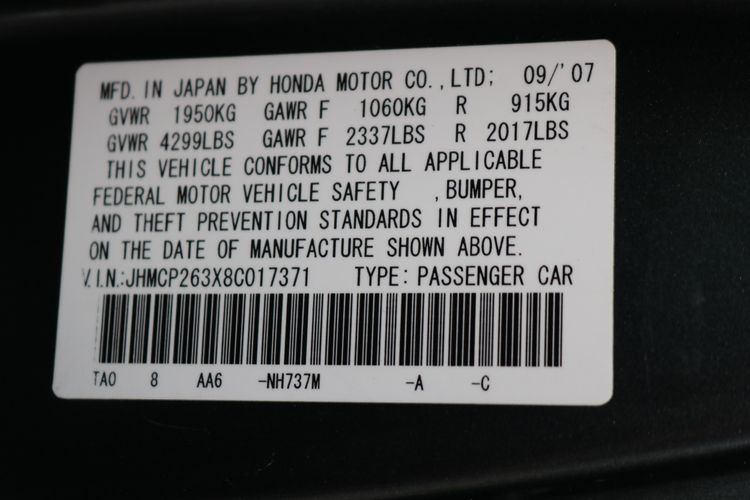 MFD. IN JAPAN BY HONDA MOTOR CO.,LTD; 09/'07
GVWR 1950KG GAWR F 1060KG R 915KG
GVWR 4299LBS GAWR F 2337LBS R 2017LBS
THIS VEHICLE CONFORMS TO ALL APPLICABLE
FEDERAL MOTOR VEHICLE SAFETY ,BUMPER,
AND THEFT PREVENTION STANDARDS IN EFFECT
ON THE DATE OF MANUFACTURE SHOWN ABOVE.
V.I.N.:JHMCP263X8C017371 TYPE: PASSENGER CAR
TA0 8 AA6 -NH737M -A -C